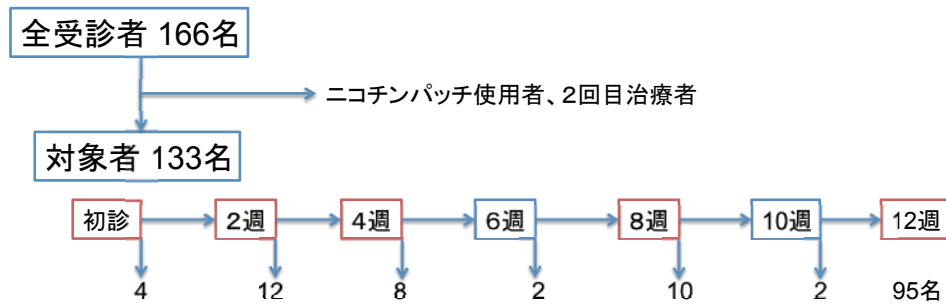 全受診者 166名
ニコチンパッチ使用者、2回目治療者
対象者 133名
初診 2週 4週 6週 8週 10週 12週
4 12 8 2 10 2 95名